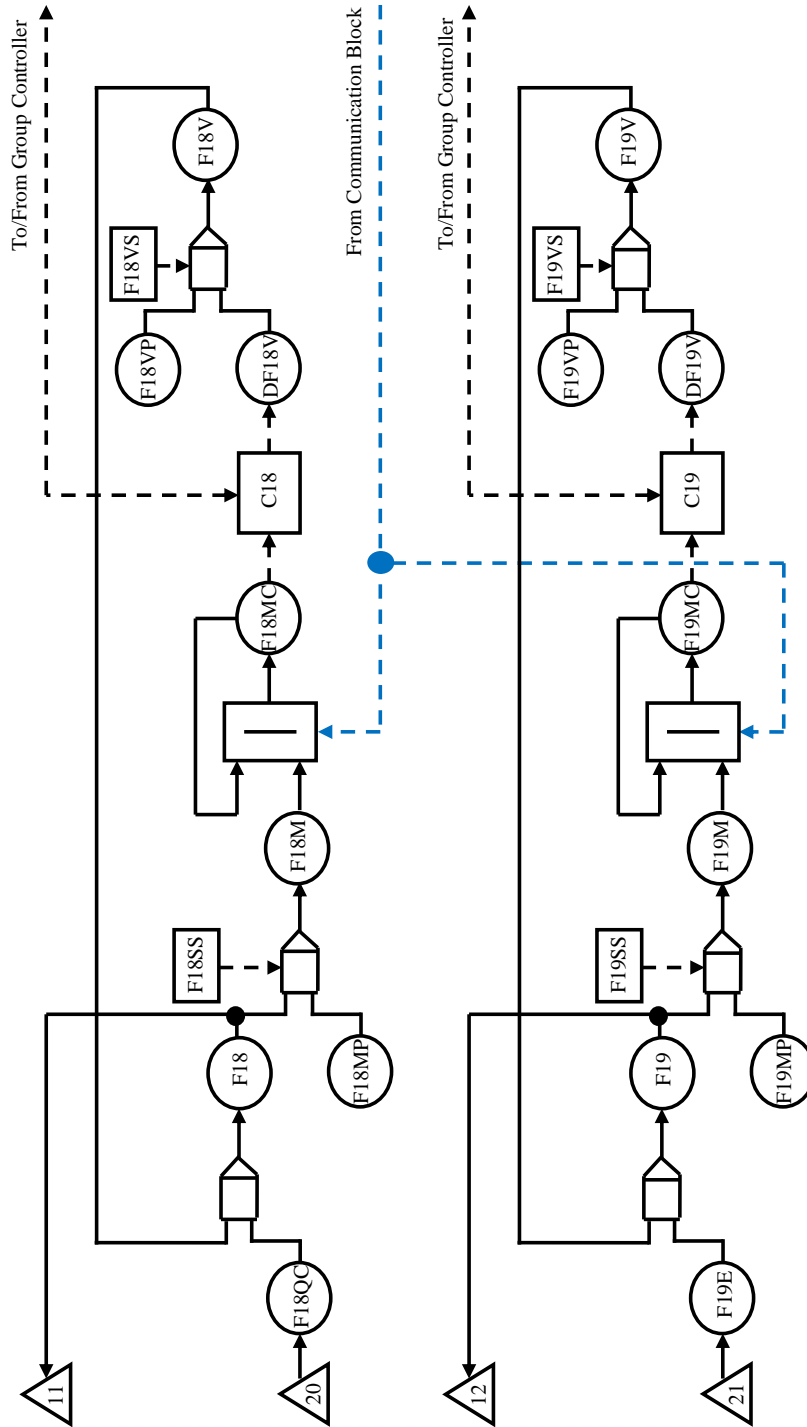 11
20
F18QC
F18
F18MP
F18SS
F18M
F18MC
C18
F18VP
DF18V
F18VS
F18V
To/From Group Controller
From Communication Block
12
21
F19E
F19
F19MP
F19SS
F19M
F19MC
C19
F19VP
DF19V
F19VS
F19V
To/From Group Controller